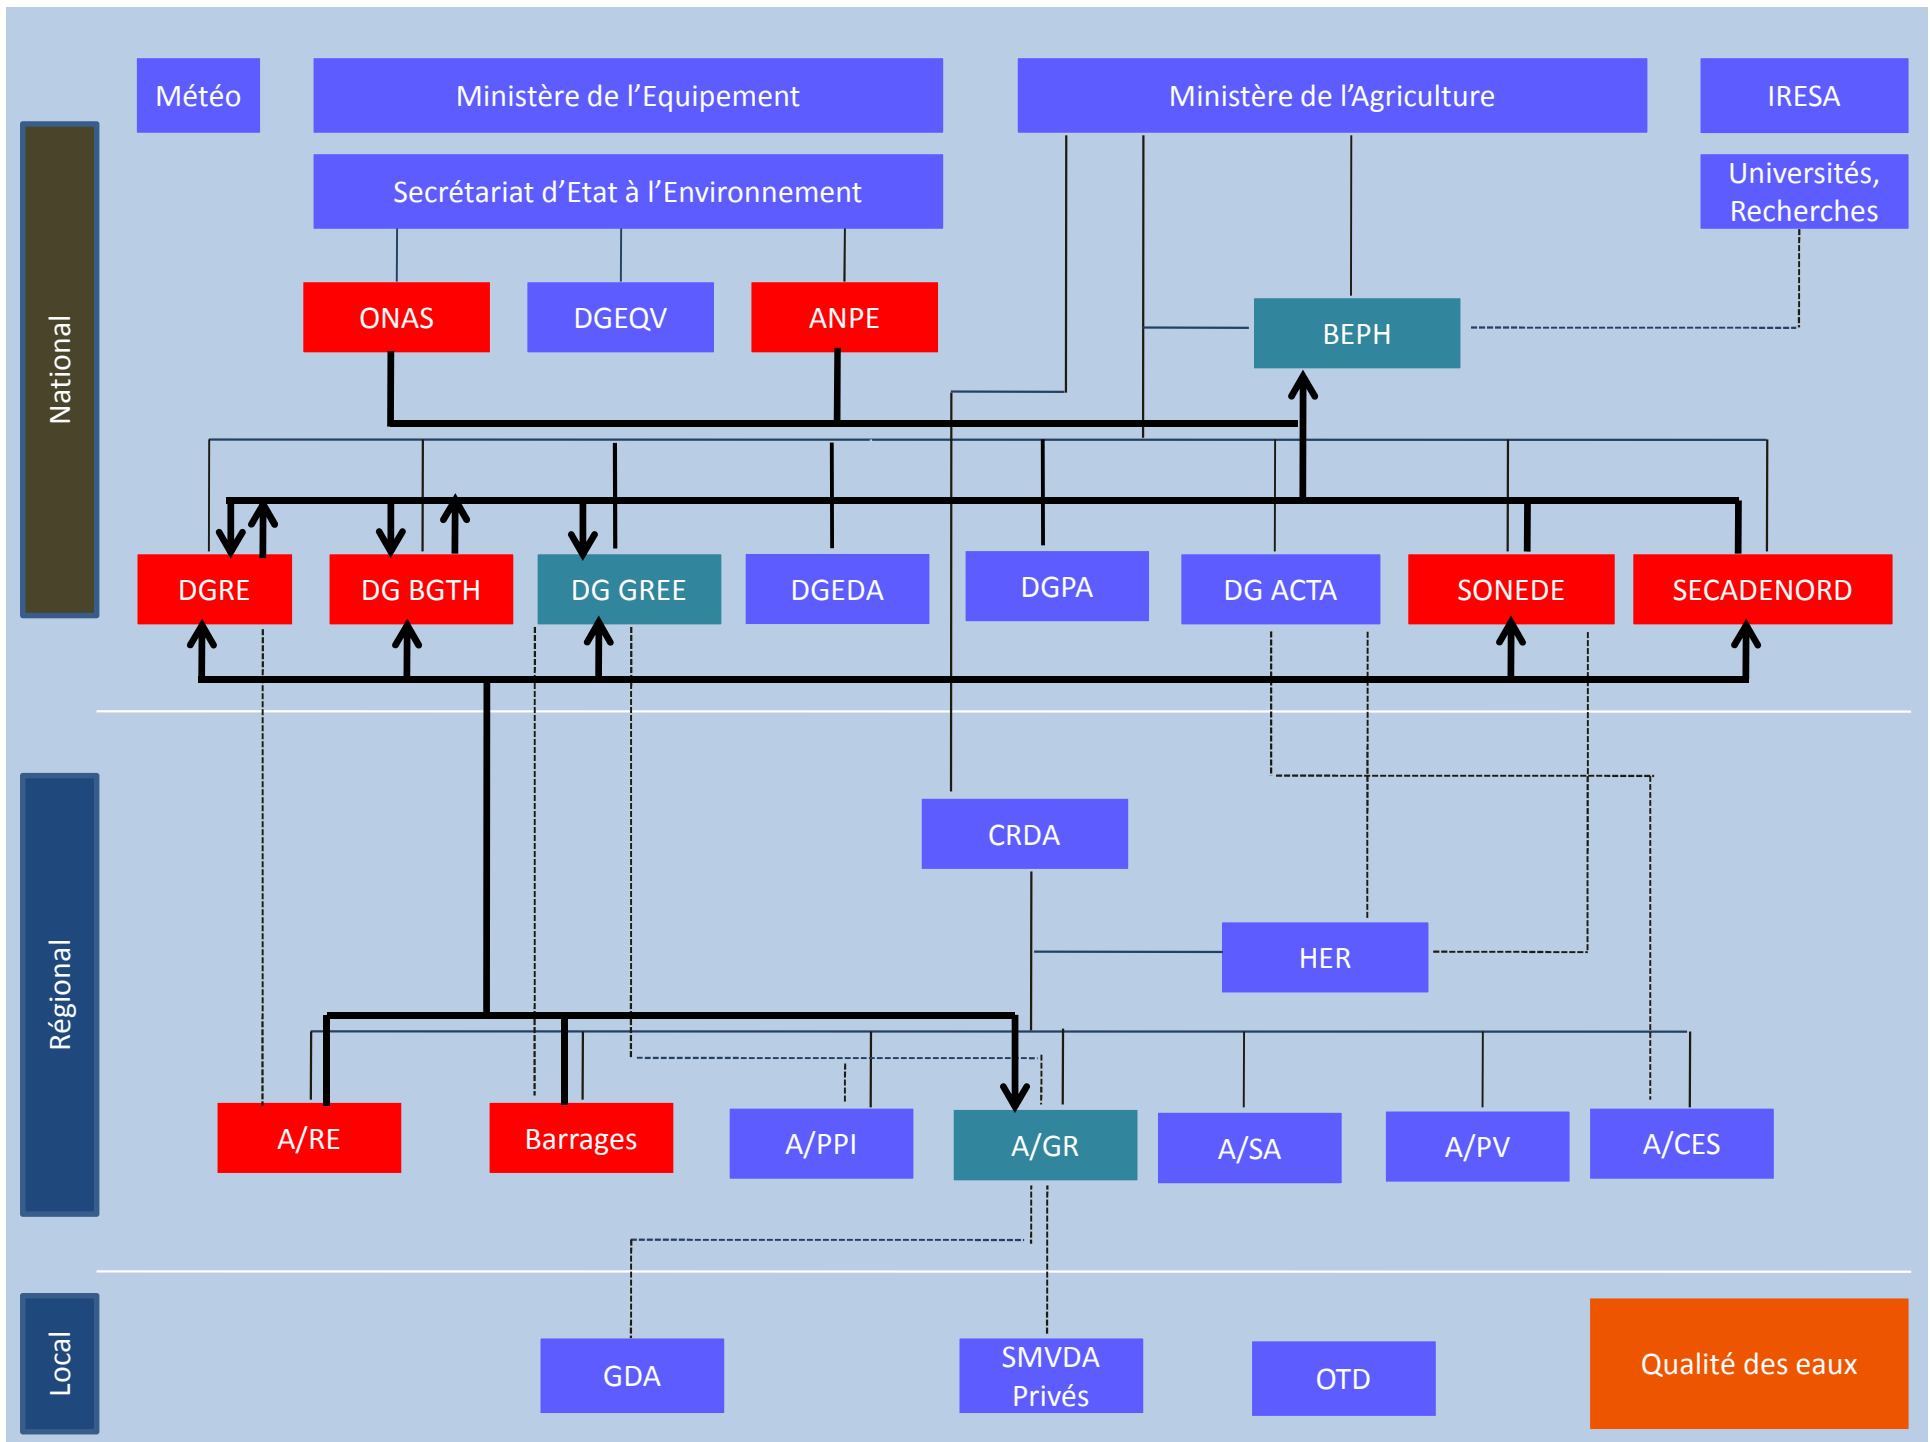 Météo
Ministère de l’Equipement
Ministère de l’Agriculture
IRESA
Secrétariat d’Etat à l’Environnement
Universités,
Recherches
National
ONAS
DGEQV
ANPE
BEPH
DGRE
DG BGTH
DG GREE
DGEDA
DGPA
DG ACTA
SONEDE
SECADENORD
Régional
CRDA
HER
A/RE
Barrages
A/PPI
A/GR
A/SA
A/PV
A/CES
Local
GDA
SMVDA
Privés
OTD
Qualité des eaux